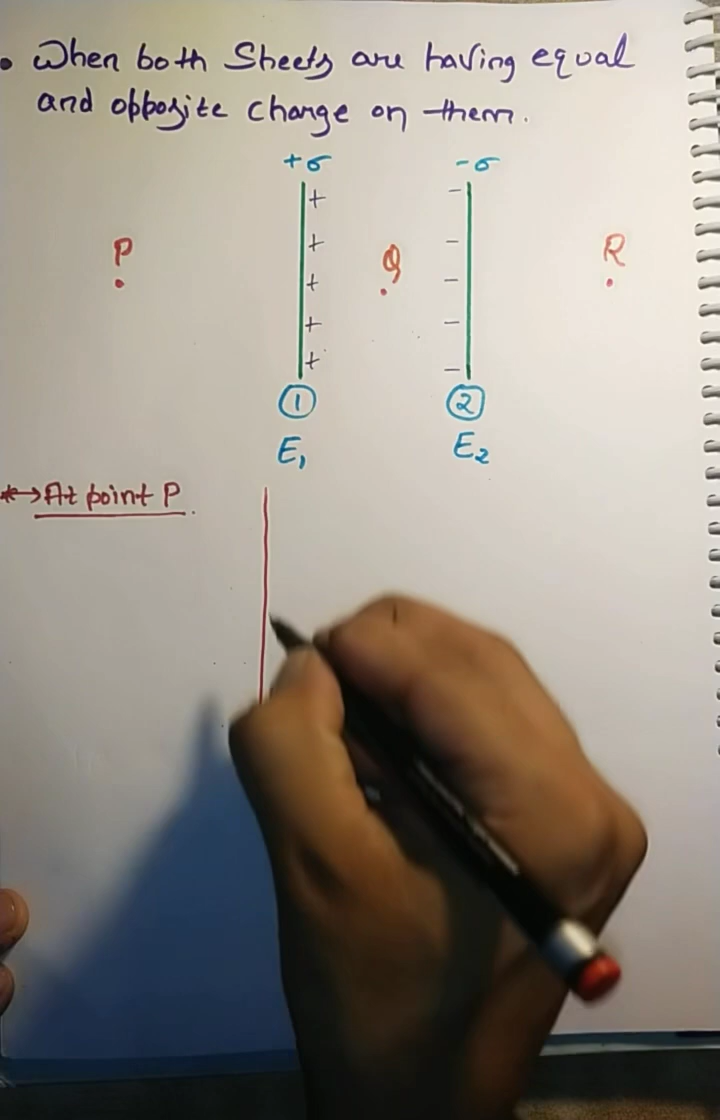 • When both Sheets are having equal
and opposite charge on them.
+σ -σ
+ −
P + − Q R
+ −
+ −
+ −
① ②
E₁ E₂
*→At point P.